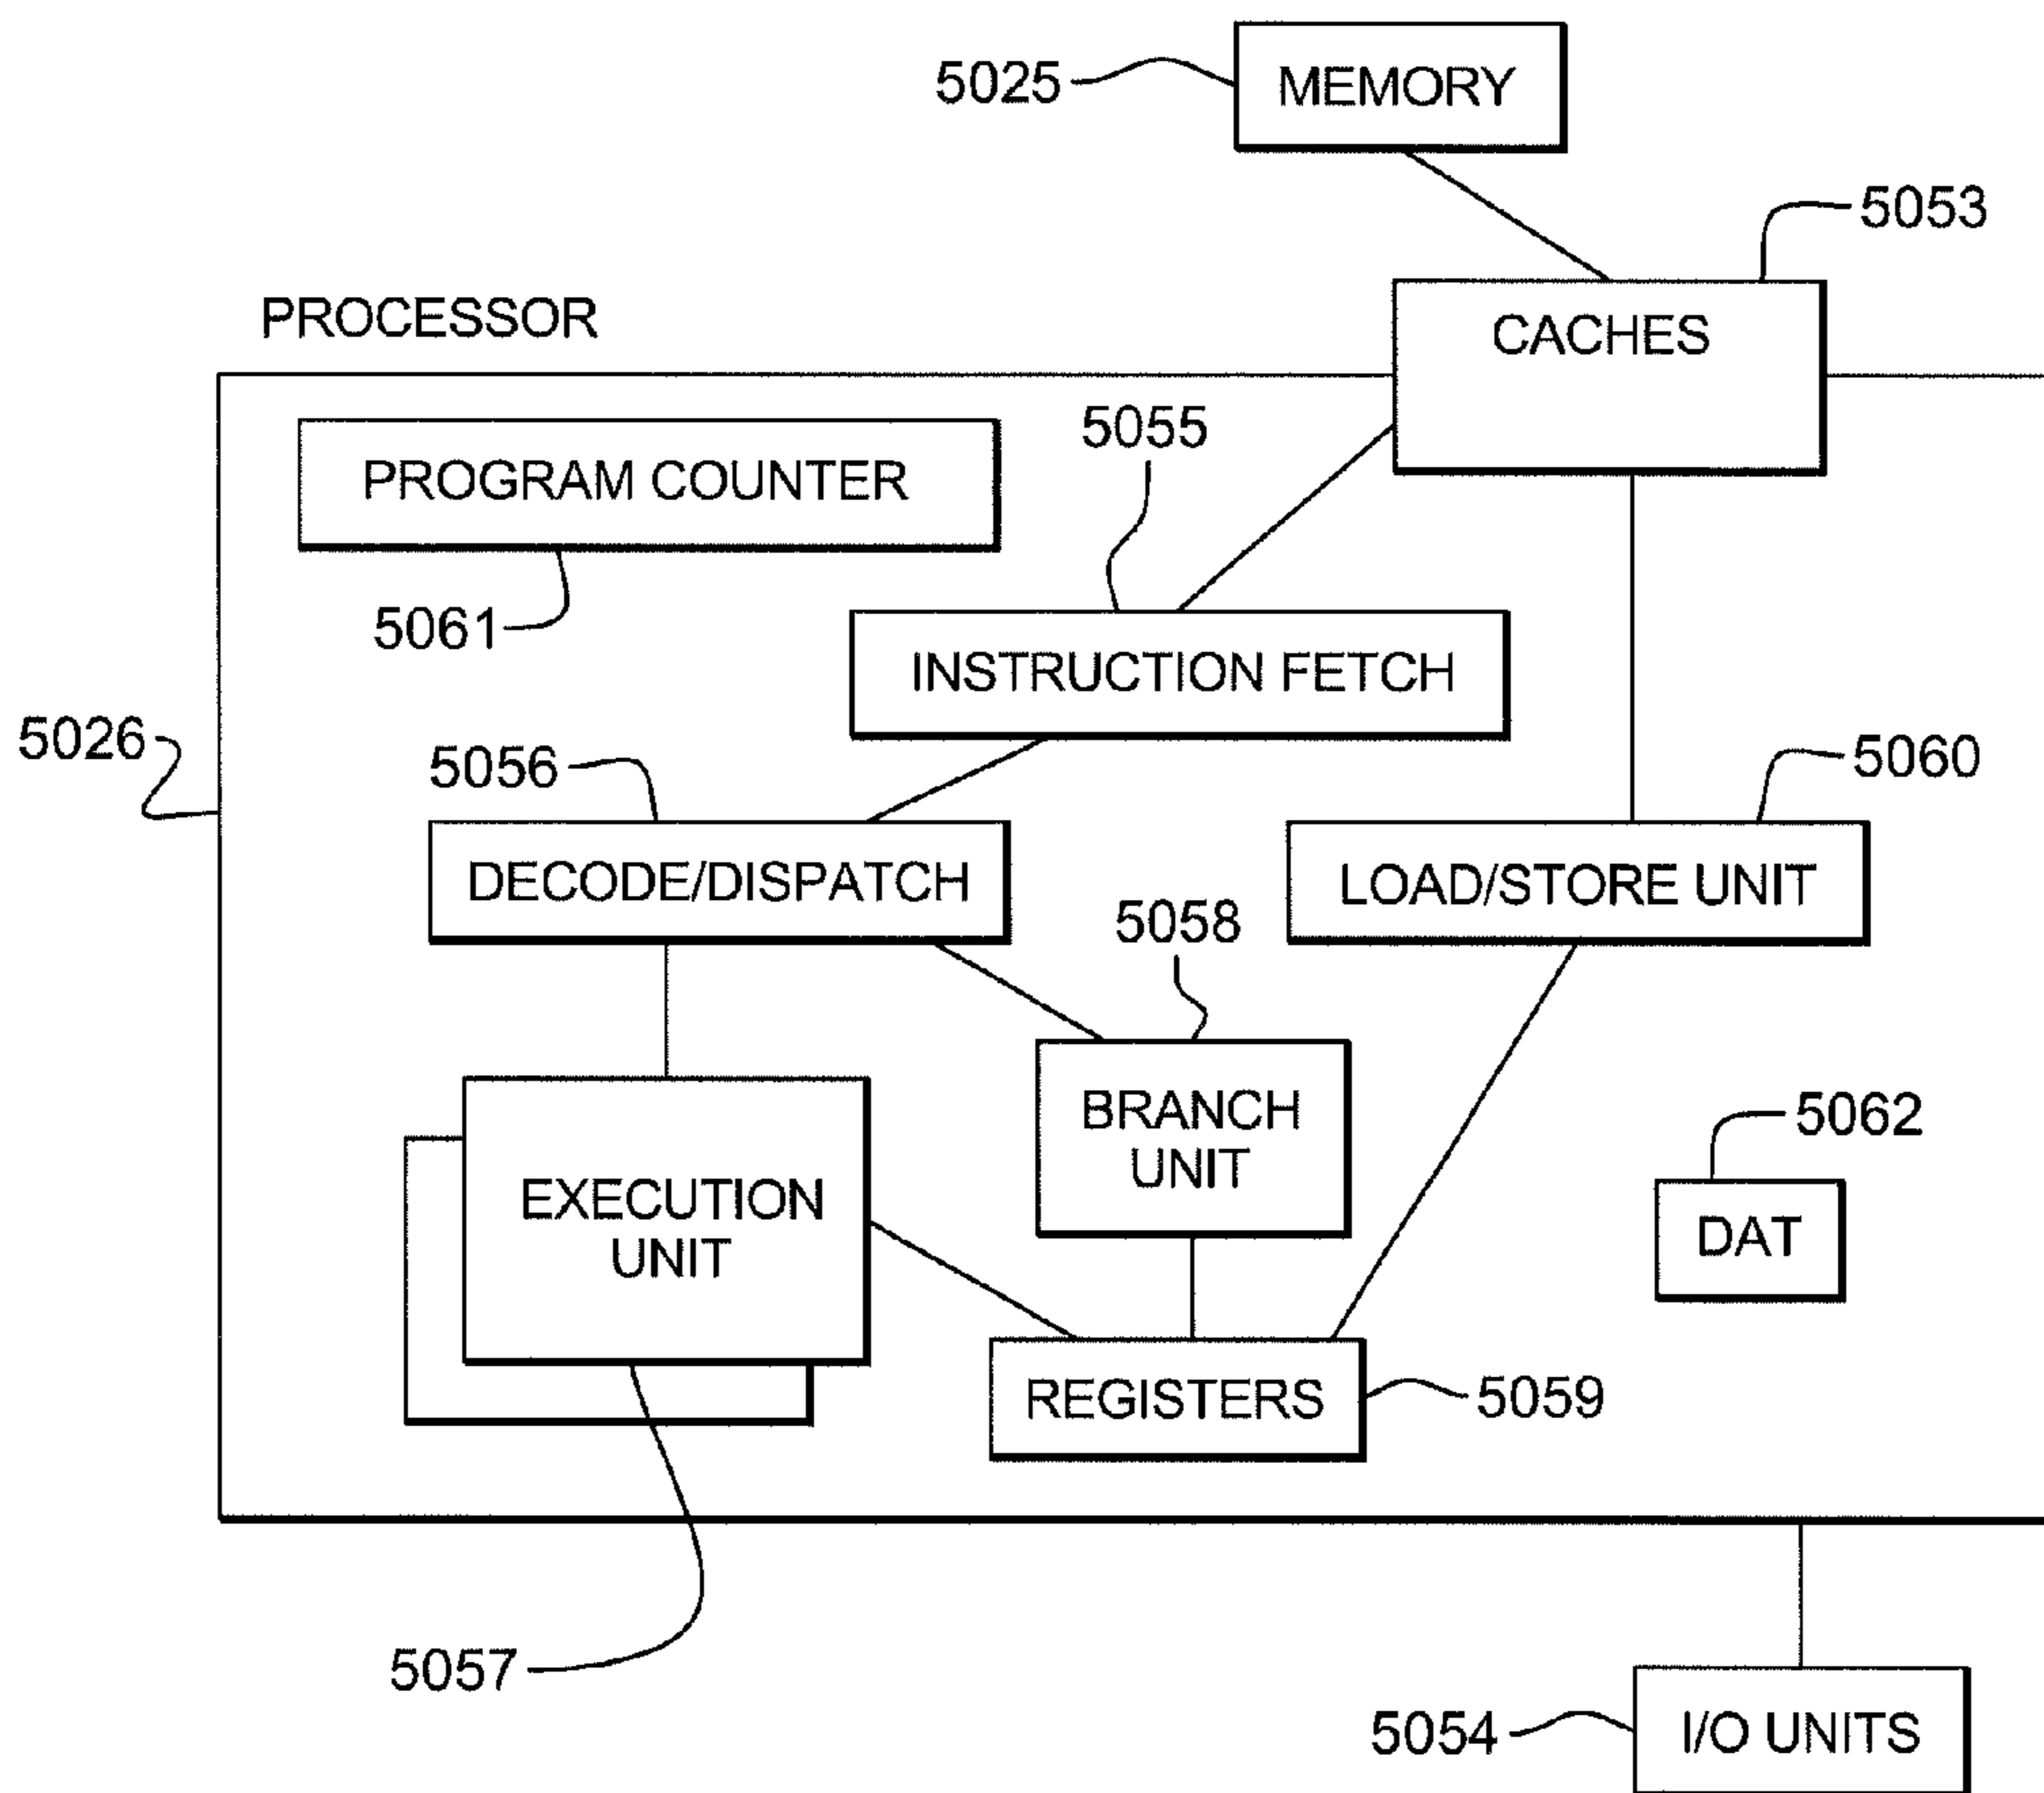 5025
MEMORY
5053
PROCESSOR
CACHES
5055
PROGRAM COUNTER
5061
INSTRUCTION FETCH
5026
5056
5060
DECODE/DISPATCH
LOAD/STORE UNIT
5058
BRANCH
UNIT
5062
EXECUTION
UNIT
DAT
REGISTERS
5059
5057
5054
I/O UNITS